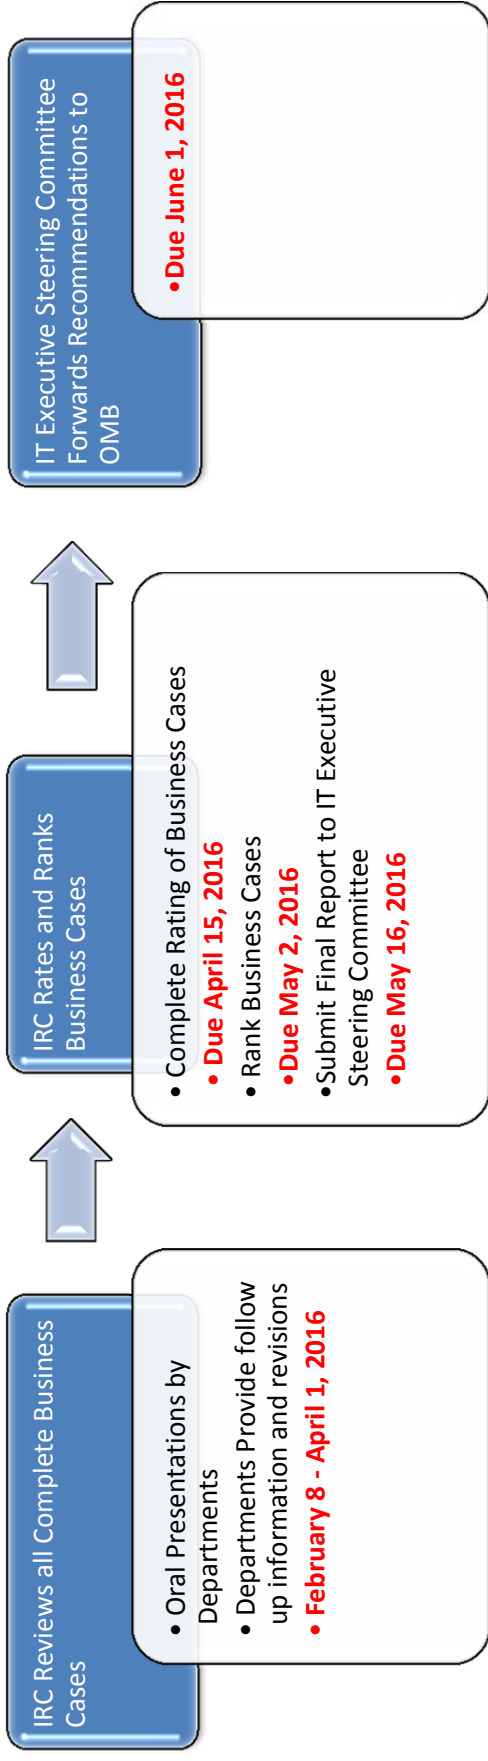 IRC Reviews all Complete Business
Cases
• Oral Presentations by
Departments
• Departments Provide follow
up information and revisions
• February 8 - April 1, 2016
IRC Rates and Ranks
Business Cases
• Complete Rating of Business Cases
• Due April 15, 2016
• Rank Business Cases
•Due May 2, 2016
•Submit Final Report to IT Executive
Steering Committee
•Due May 16, 2016
IT Executive Steering Committee
Forwards Recommendations to
OMB
•Due June 1, 2016